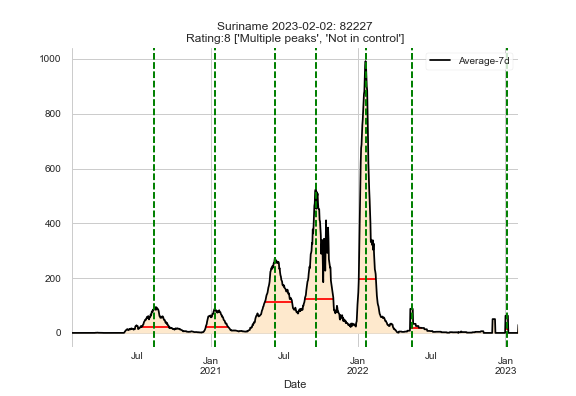 Suriname 2023-02-02: 82227
Rating:8 ['Multiple peaks', 'Not in control']
Average-7d
1000
800
600
400
200
0
Jul
Jan
2021
Jul
Jan
2022
Jul
Jan
2023
Date